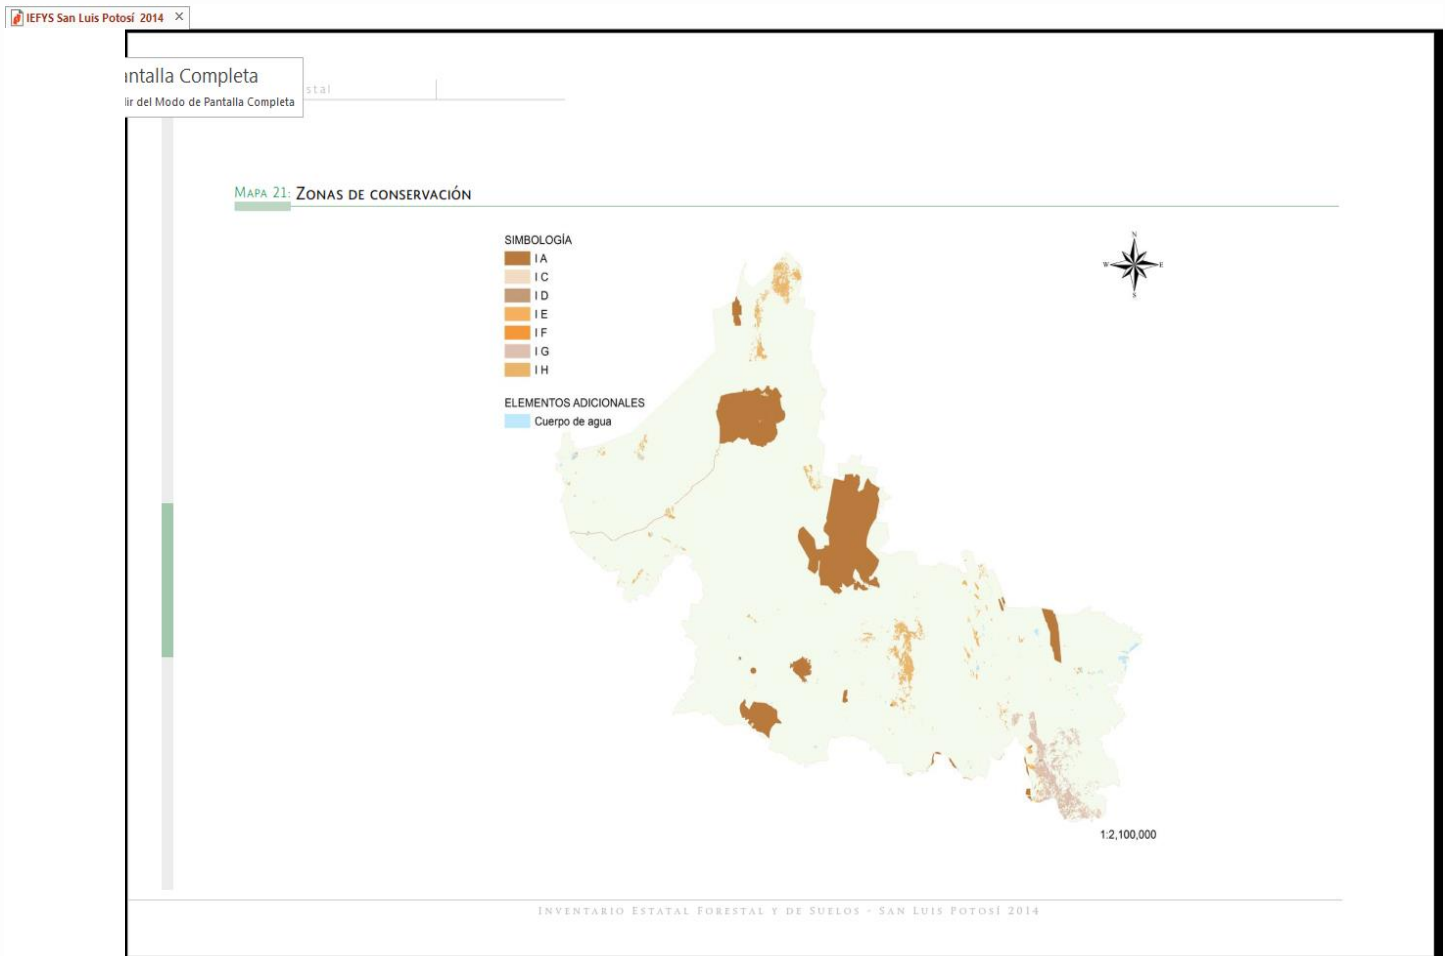 IEFYS San Luis Potosí 2014 ×
ntalla Completa
lir del Modo de Pantalla Completa
stal
Mapa 21: Zonas de conservación
SIMBOLOGÍA
I A
I C
I D
I E
I F
I G
I H
ELEMENTOS ADICIONALES
Cuerpo de agua
N
W E
S
1:2,100,000
Inventario Estatal Forestal y de Suelos - San Luis Potosí 2014